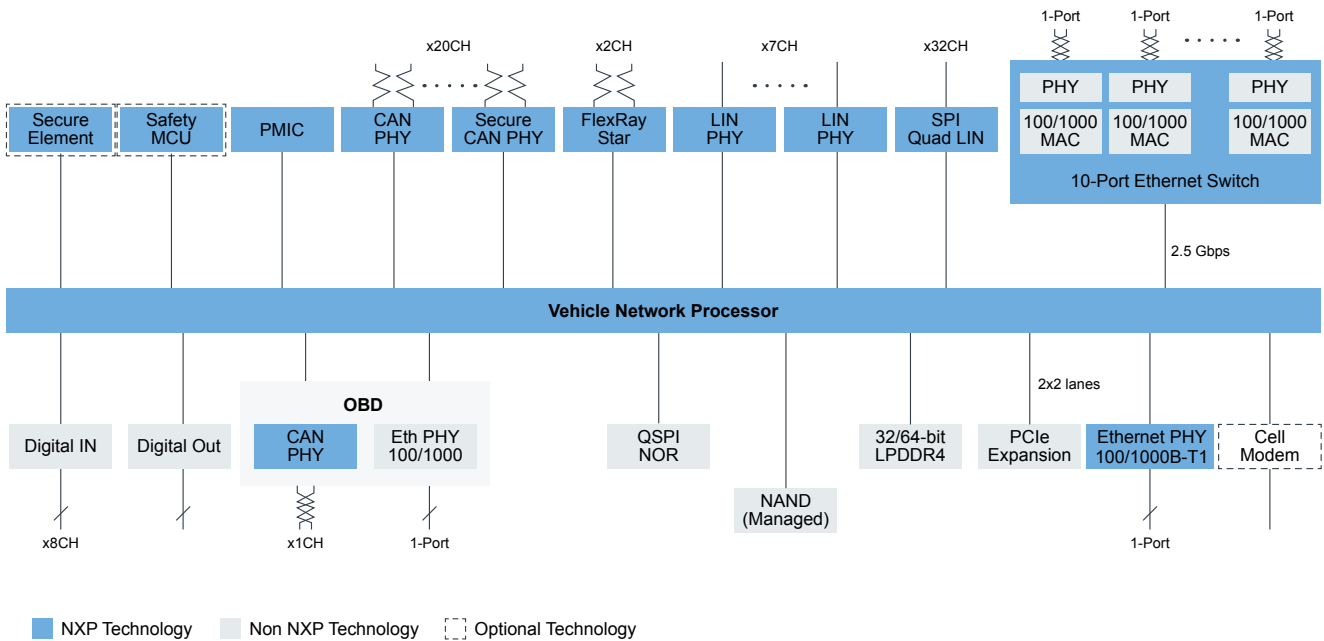 x20CH
x2CH
x7CH
x32CH
1-Port
1-Port
1-Port
Secure
Element
Safety
MCU
PMIC
CAN
PHY
Secure
CAN PHY
FlexRay
Star
LIN
PHY
LIN
PHY
SPI
Quad LIN
PHY
PHY
PHY
100/1000
MAC
100/1000
MAC
100/1000
MAC
10-Port Ethernet Switch
2.5 Gbps
Vehicle Network Processor
2x2 lanes
OBD
Digital IN
Digital Out
CAN
PHY
Eth PHY
100/1000
QSPI
NOR
NAND
(Managed)
32/64-bit
LPDDR4
PCIe
Expansion
Ethernet PHY
100/1000B-T1
Cell
Modem
x8CH
x1CH
1-Port
1-Port
NXP Technology
Non NXP Technology
Optional Technology